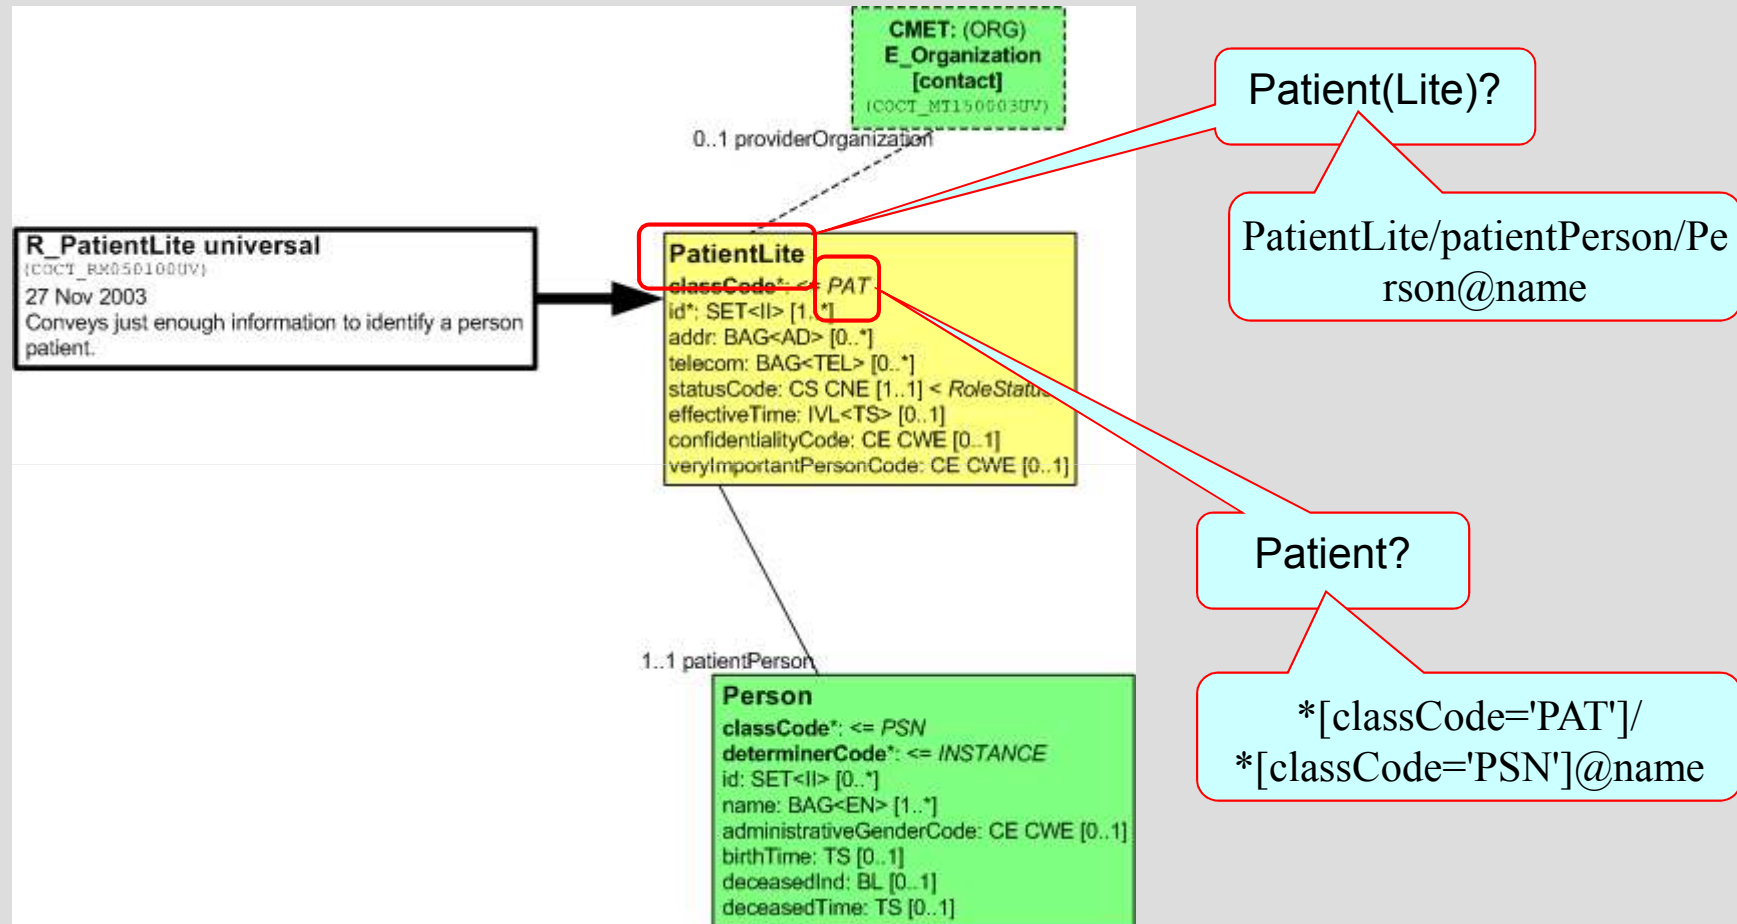 CMET: (ORG)
E_Organization
[contact]
(COCT_MT150003UV)
0..1 providerOrganization
R_PatientLite universal
(COCT_RM050100UV)
27 Nov 2003
Conveys just enough information to identify a person
patient.
PatientLite
classCode*: <= PAT
id*: SET<II> [1..*]
addr: BAG<AD> [0..*]
telecom: BAG<TEL> [0..*]
statusCode: CS CNE [1..1] < RoleStatus
effectiveTime: IVL<TS> [0..1]
confidentialityCode: CE CWE [0..1]
veryImportantPersonCode: CE CWE [0..1]
1..1 patientPerson
Person
classCode*: <= PSN
determinerCode*: <= INSTANCE
id: SET<II> [0..*]
name: BAG<EN> [1..*]
administrativeGenderCode: CE CWE [0..1]
birthTime: TS [0..1]
deceasedInd: BL [0..1]
deceasedTime: TS [0..1]
Patient(Lite)?
PatientLite/patientPerson/Pe
rson@name
Patient?
*[classCode='PAT']/
*[classCode='PSN']@name